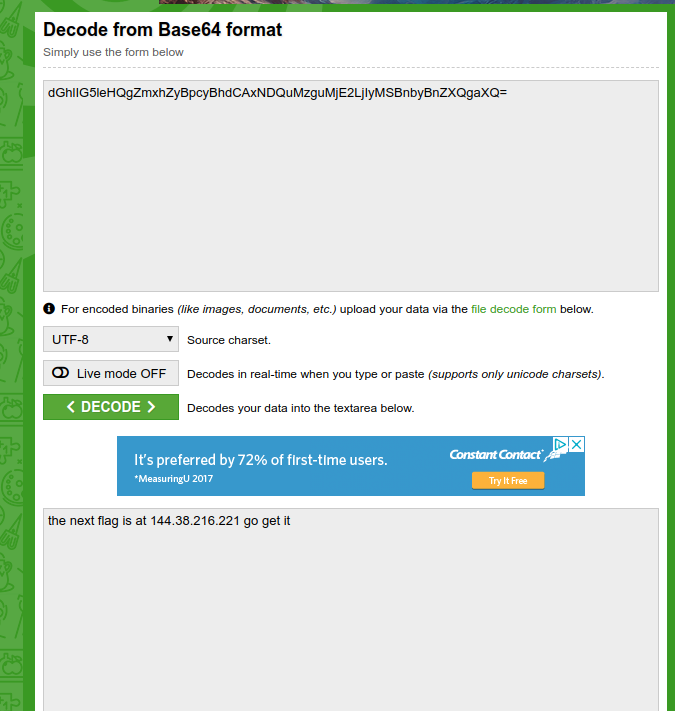 Decode from Base64 format
Simply use the form below
dGhlIG5leHQgZmxhZyBpcyBhdCAxNDQuMzguMjE2LjIyMSBnbyBnZXQgaXQ=
For encoded binaries (like images, documents, etc.) upload your data via the file decode form below.
UTF-8 Source charset.
Live mode OFF Decodes in real-time when you type or paste (supports only unicode charsets).
< DECODE > Decodes your data into the textarea below.
It's preferred by 72% of first-time users.
*MeasuringU 2017
Constant Contact
Try It Free
the next flag is at 144.38.216.221 go get it